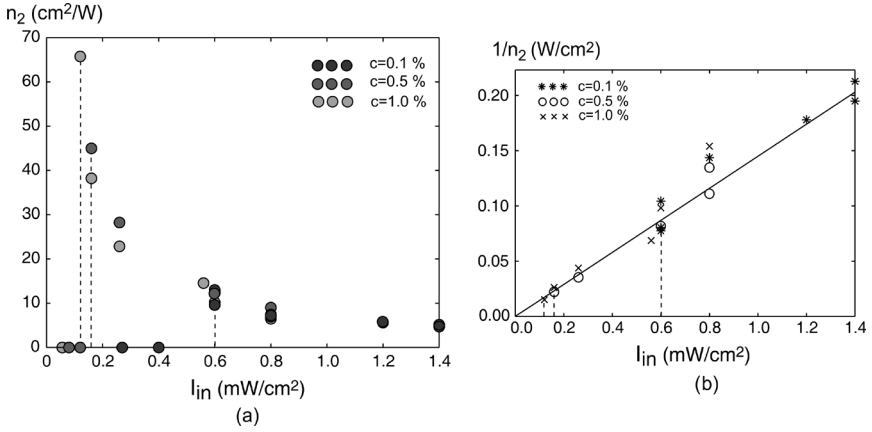 n2 (cm2/W)
70
60
50
40
30
20
10
0
c=0.1 %
c=0.5 %
c=1.0 %
0 0.2 0.4 0.6 0.8 1.0 1.2 1.4
Iin (mW/cm2)
(a)
1/n2 (W/cm2)
0.20
0.15
0.10
0.05
0.00
c=0.1 %
c=0.5 %
c=1.0 %
0.0 0.2 0.4 0.6 0.8 1.0 1.2 1.4
Iin (mW/cm2)
(b)